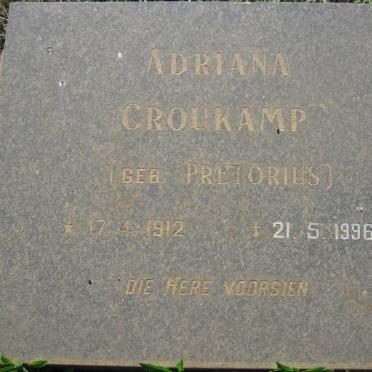 ADRIANA
CROUKAMP
(GEB. PRETORIUS)
* 17.4.1912 † 21.5.1996
DIE HERE VOORSIEN